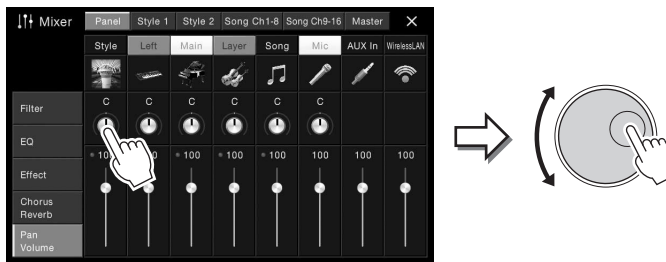 Mixer
Panel Style 1 Style 2 Song Ch1-8 Song Ch9-16 Master ×
Style Left Main Layer Song Mic AUX In WirelessLAN
Filter
EQ
Effect
Chorus
Reverb
Pan
Volume
C C C C C C
100 100 100 100 100 100 100